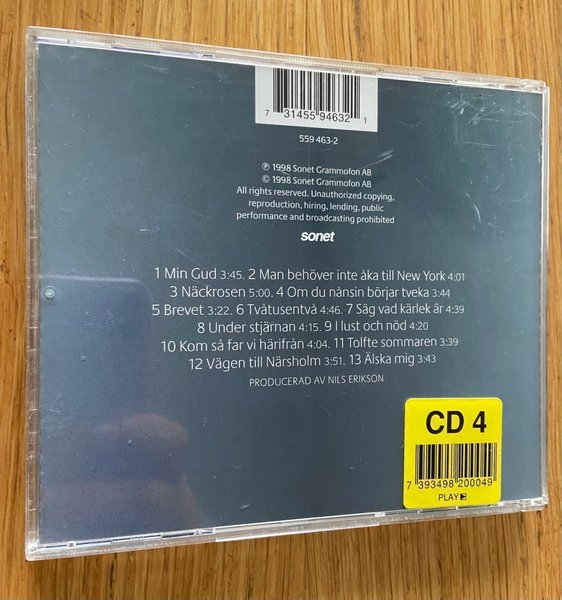 7 31455 94632 1
559 463-2
℗ 1998 Sonet Grammofon AB
© 1998 Sonet Grammofon AB
All rights reserved. Unauthorized copying,
reproduction, hiring, lending, public
performance and broadcasting prohibited
sonet
1 Min Gud 3:45. 2 Man behöver inte åka till New York 4:01
3 Näckrosen 5:00. 4 Om du nånsin börjar tveka 3:44
5 Brevet 3:22. 6 Tvåtusentvå 4:46. 7 Säg vad kärlek är 4:39
8 Under stjärnan 4:15. 9 I lust och nöd 4:20
10 Kom så far vi härifrån 4:04. 11 Tolfte sommaren 3:39
12 Vägen till Närsholm 3:51. 13 Älska mig 3:43
PRODUCERAD AV NILS ERIKSON
CD 4
7 393498 200049
PLAY